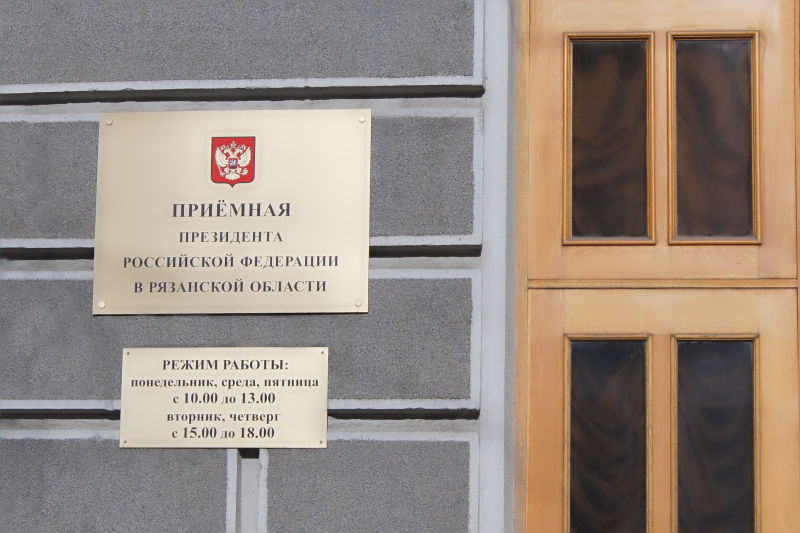 ПРИЁМНАЯ
ПРЕЗИДЕНТА
РОССИЙСКОЙ ФЕДЕРАЦИИ
В РЯЗАНСКОЙ ОБЛАСТИ
РЕЖИМ РАБОТЫ:
понедельник, среда, пятница
с 10.00 до 13.00
вторник, четверг
с 15.00 до 18.00